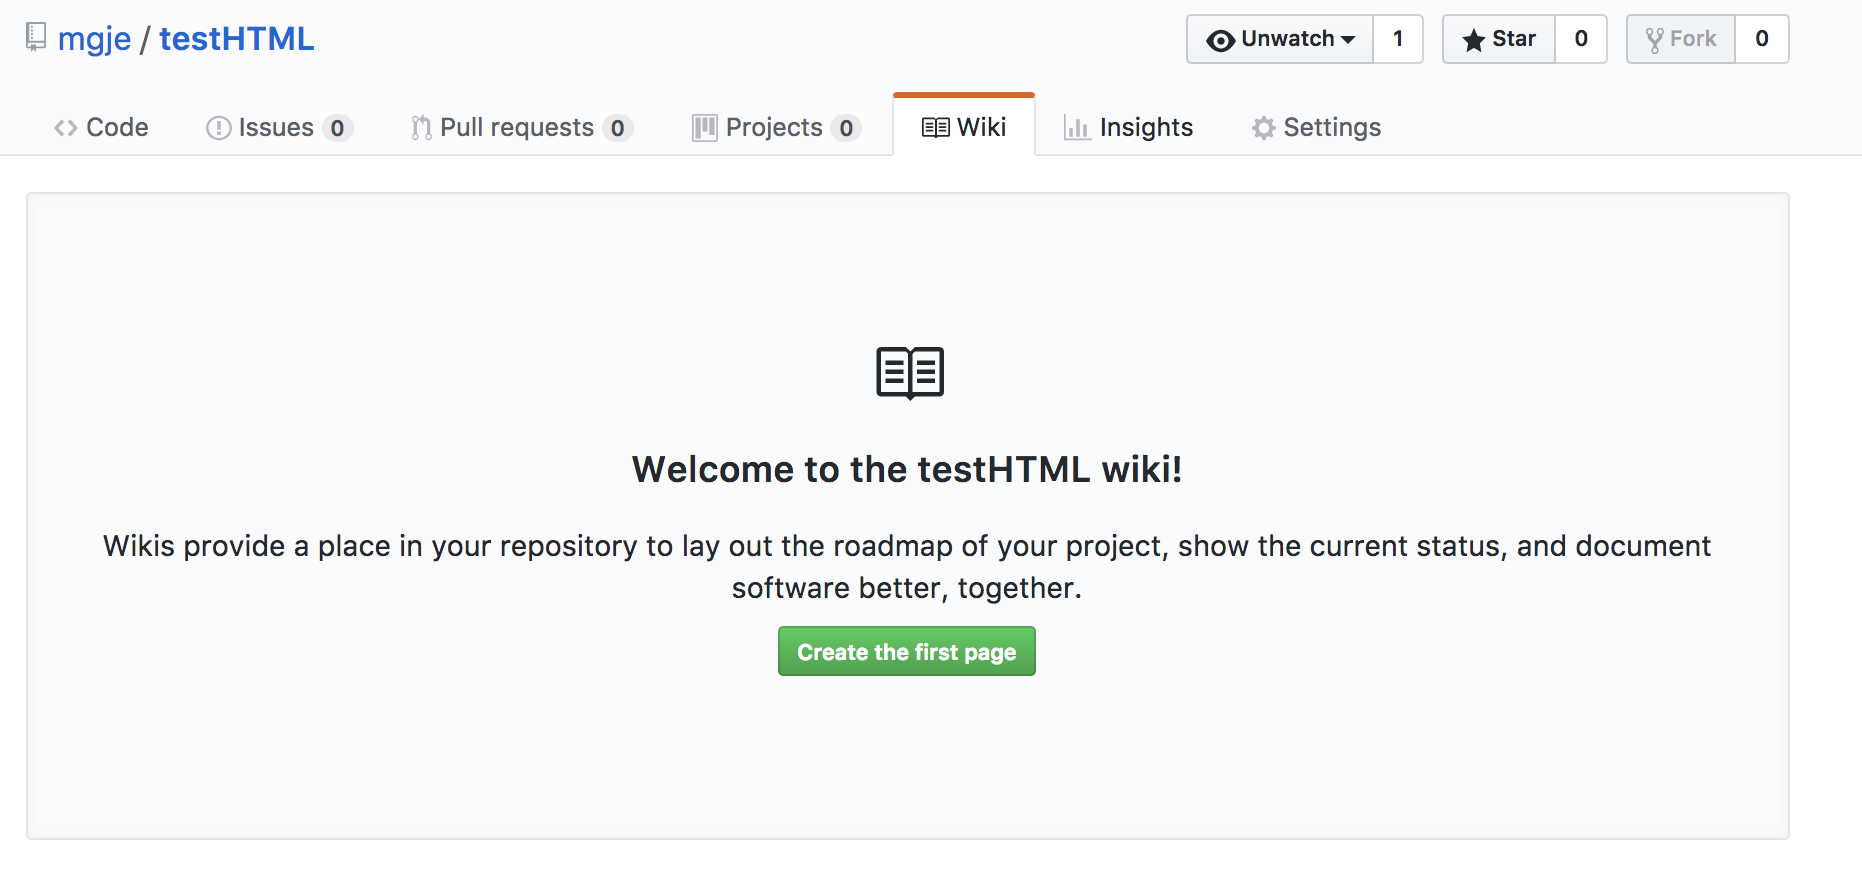 mgje / testHTML
Unwatch 1 Star 0 Fork 0
Code Issues 0 Pull requests 0 Projects 0 Wiki Insights Settings
Welcome to the testHTML wiki!
Wikis provide a place in your repository to lay out the roadmap of your project, show the current status, and document
software better, together.
Create the first page